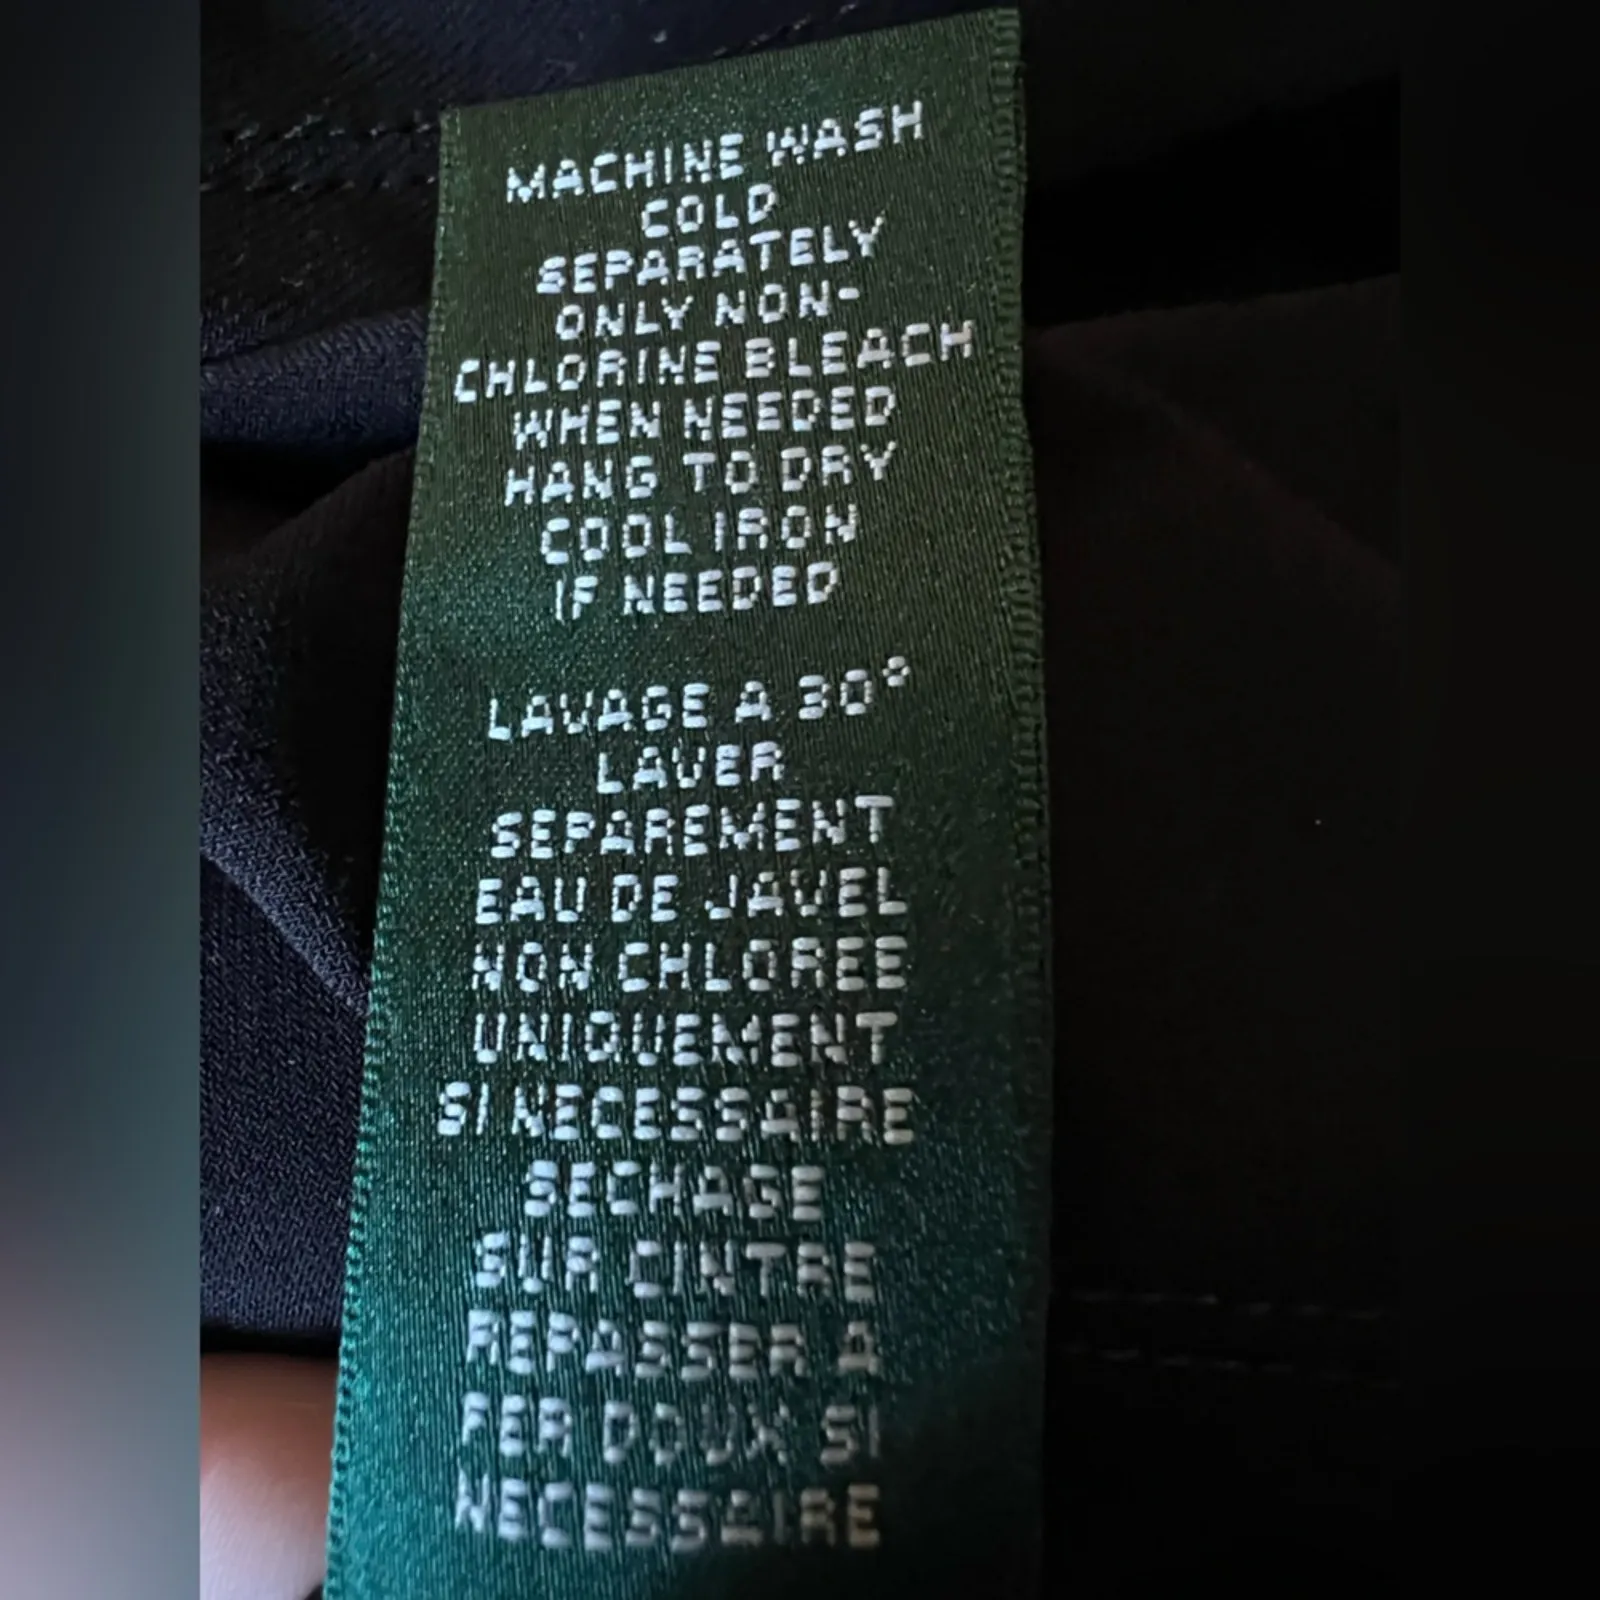 MACHINE WASH
COLD
SEPARATELY
ONLY NON-
CHLORINE BLEACH
WHEN NEEDED
HANG TO DRY
COOL IRON
IF NEEDED
LAVAGE A 30°
LAVER
SEPAREMENT
EAU DE JAVEL
NON CHLOREE
UNIQUEMENT
SI NECESSAIRE
SECHAGE
SUR CINTRE
REPASSER A
FER DOUX SI
NECESSAIRE